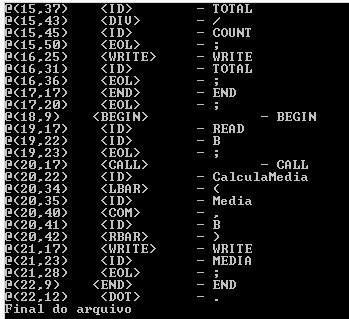 @(15,37) <ID> - TOTAL
@(15,43) <DIV> - /
@(15,45) <ID> - COUNT
@(15,50) <EOL> - ;
@(16,25) <WRITE> - WRITE
@(16,31) <ID> - TOTAL
@(16,36) <EOL> - ;
@(17,17) <END> - END
@(17,20) <EOL> - ;
@(18,9) <BEGIN> - BEGIN
@(19,17) <ID> - READ
@(19,22) <ID> - B
@(19,23) <EOL> - ;
@(20,17) <CALL> - CALL
@(20,22) <ID> - CalculaMedia
@(20,34) <LBAR> - (
@(20,35) <ID> - Media
@(20,40) <COM> - ,
@(20,41) <ID> - B
@(20,42) <RBAR> - )
@(21,17) <WRITE> - WRITE
@(21,23) <ID> - MEDIA
@(21,28) <EOL> - ;
@(22,9) <END> - END
@(22,12) <DOT> - .
Final do arquivo